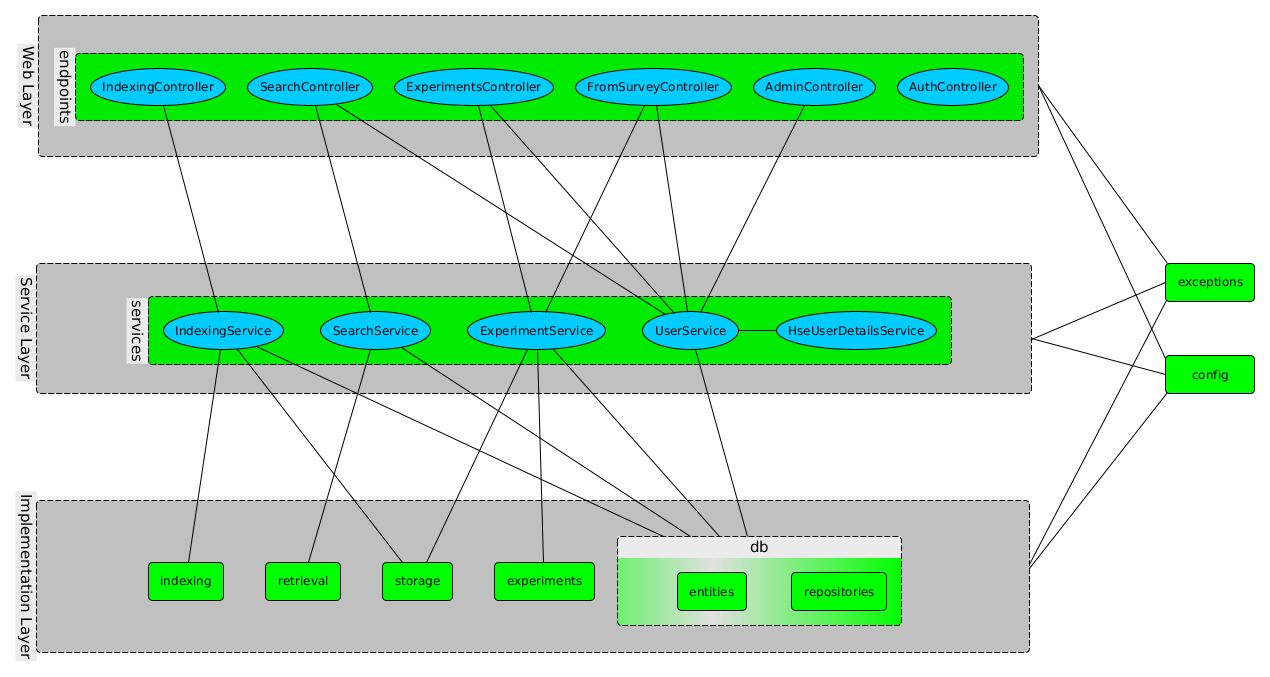 Web Layer
endpoints
IndexingController
SearchController
ExperimentsController
FromSurveyController
AdminController
AuthController
Service Layer
services
IndexingService
SearchService
ExperimentService
UserService
HseUserDetailsService
exceptions
config
Implementation Layer
indexing
retrieval
storage
experiments
db
entities
repositories